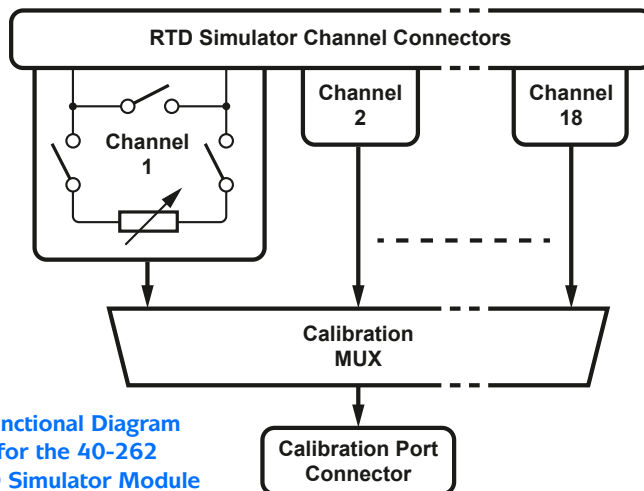 RTD Simulator Channel Connectors
Channel
1
Channel
2
Channel
18
Calibration
MUX
Calibration Port
Connector
nctional Diagram
for the 40-262
Simulator Module